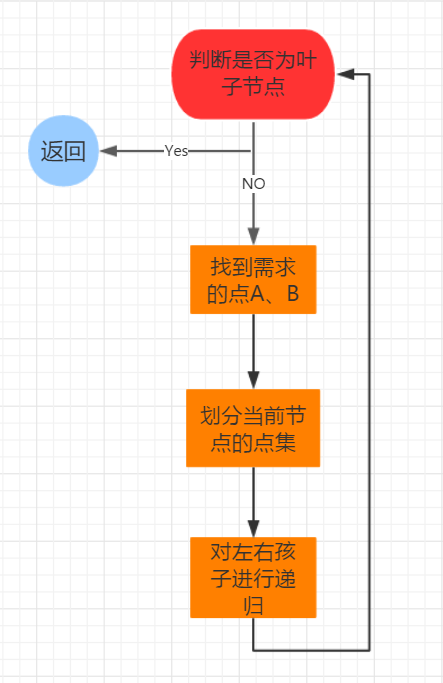 判断是否为叶
子节点
返回
Yes
NO
找到需求
的点A、B
划分当前节
点的点集
对左右孩
子进行递
归